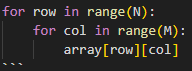 for row in range(N):
    for col in range(M):
        array[row][col]
```